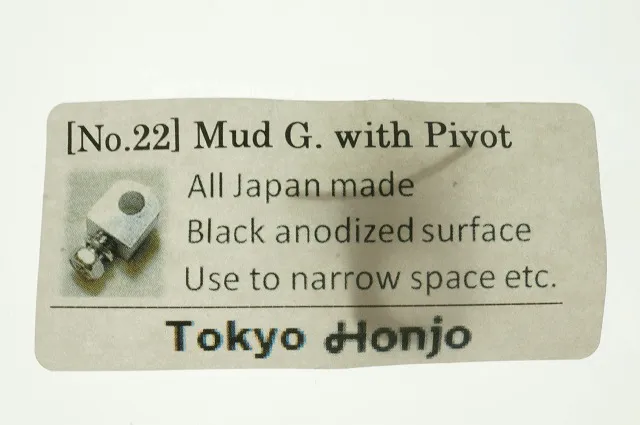 [No.22] Mud G. with Pivot
All Japan made
Black anodized surface
Use to narrow space etc.
Tokyo Honjo